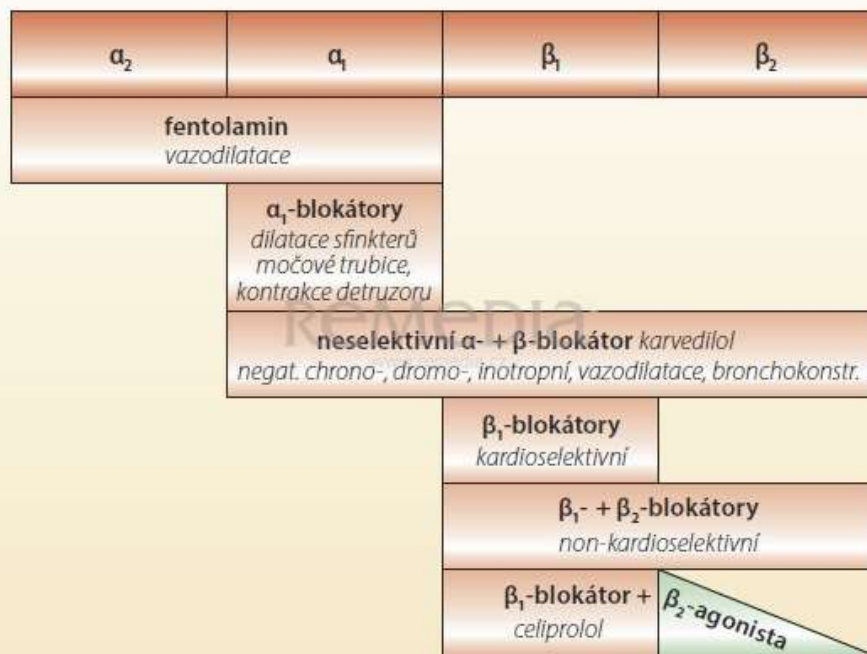 α₂ α₁ β₁ β₂
fentolamin
vazodilatace
α₁-blokátory
dilatace sfinkterů
močové trubice,
kontrakce detruzoru
REMEDIA
neselektivní α- + β-blokátor karvedilol
negat. chrono-, dromo-, inotropní, vazodilatace, bronchokonstr.
β₁-blokátory
kardioselektivní
β₁- + β₂-blokátory
non-kardioselektivní
β₁-blokátor +
celiprolol
β₂-agonista